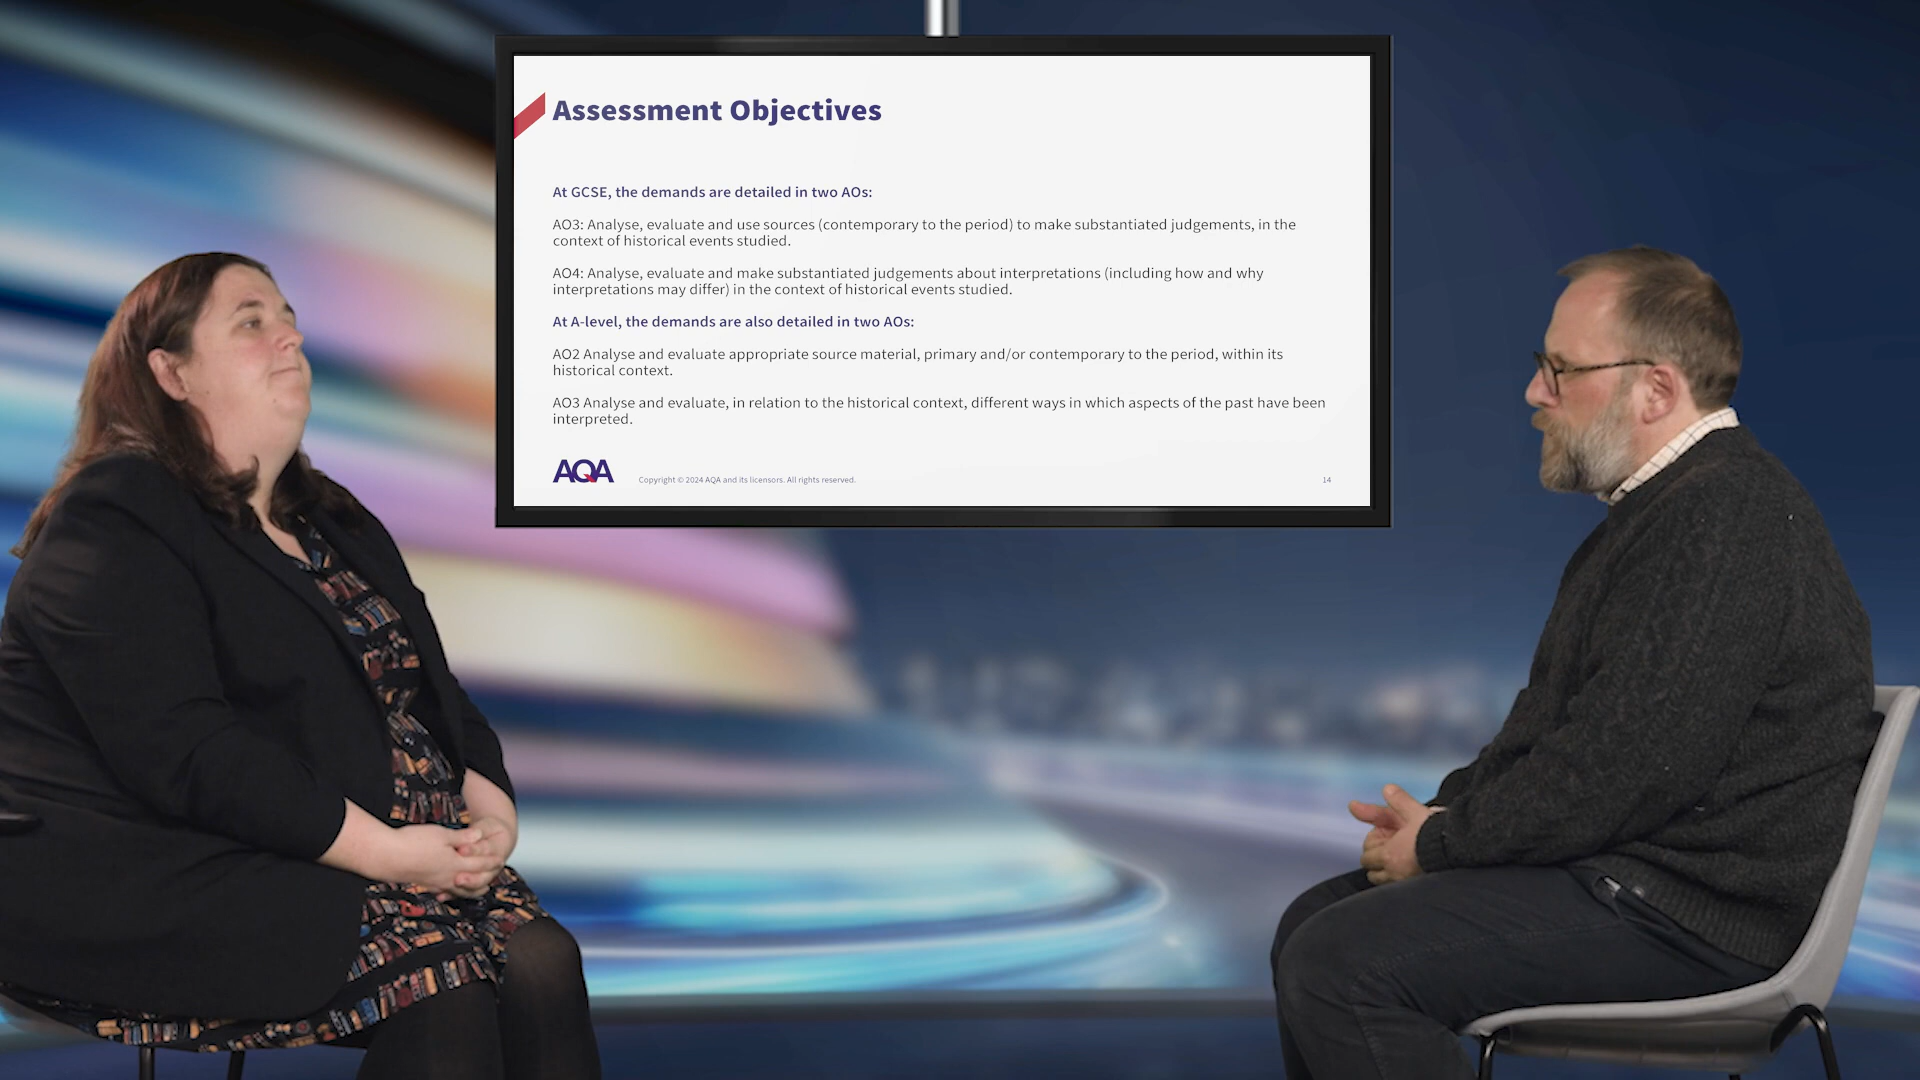 Assessment Objectives
At GCSE, the demands are detailed in two AOs:
AO3: Analyse, evaluate and use sources (contemporary to the period) to make substantiated judgements, in the
context of historical events studied.
AO4: Analyse, evaluate and make substantiated judgements about interpretations (including how and why
interpretations may differ) in the context of historical events studied.
At A-level, the demands are also detailed in two AOs:
AO2 Analyse and evaluate appropriate source material, primary and/or contemporary to the period, within its
historical context.
AO3 Analyse and evaluate, in relation to the historical context, different ways in which aspects of the past have been
interpreted.
AQA
Copyright © 2024 AQA and its licensors. All rights reserved.
14